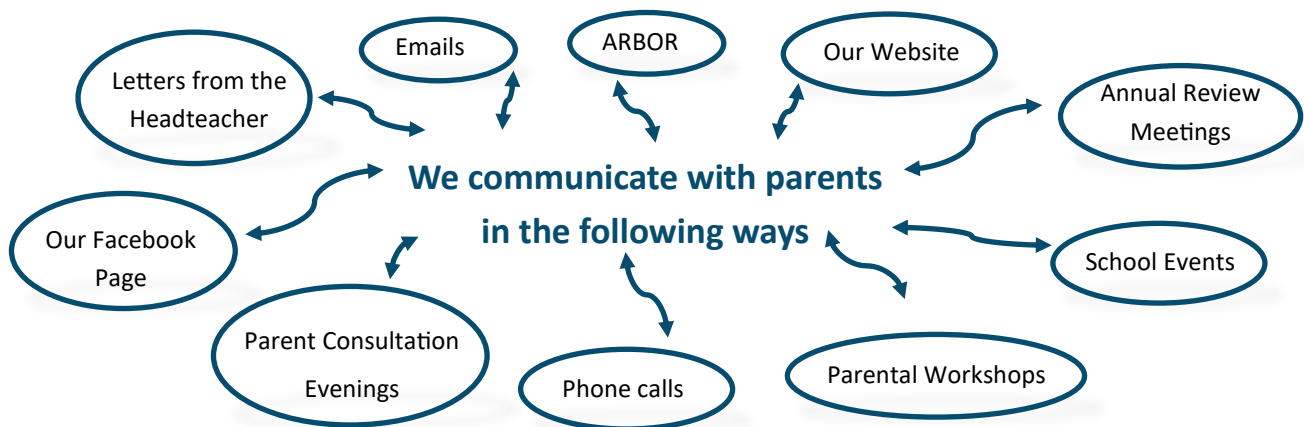 Emails
ARBOR
Our Website
Letters from the
Headteacher
Annual Review
Meetings
We communicate with parents
in the following ways
Our Facebook
Page
School Events
Parent Consultation
Evenings
Phone calls
Parental Workshops